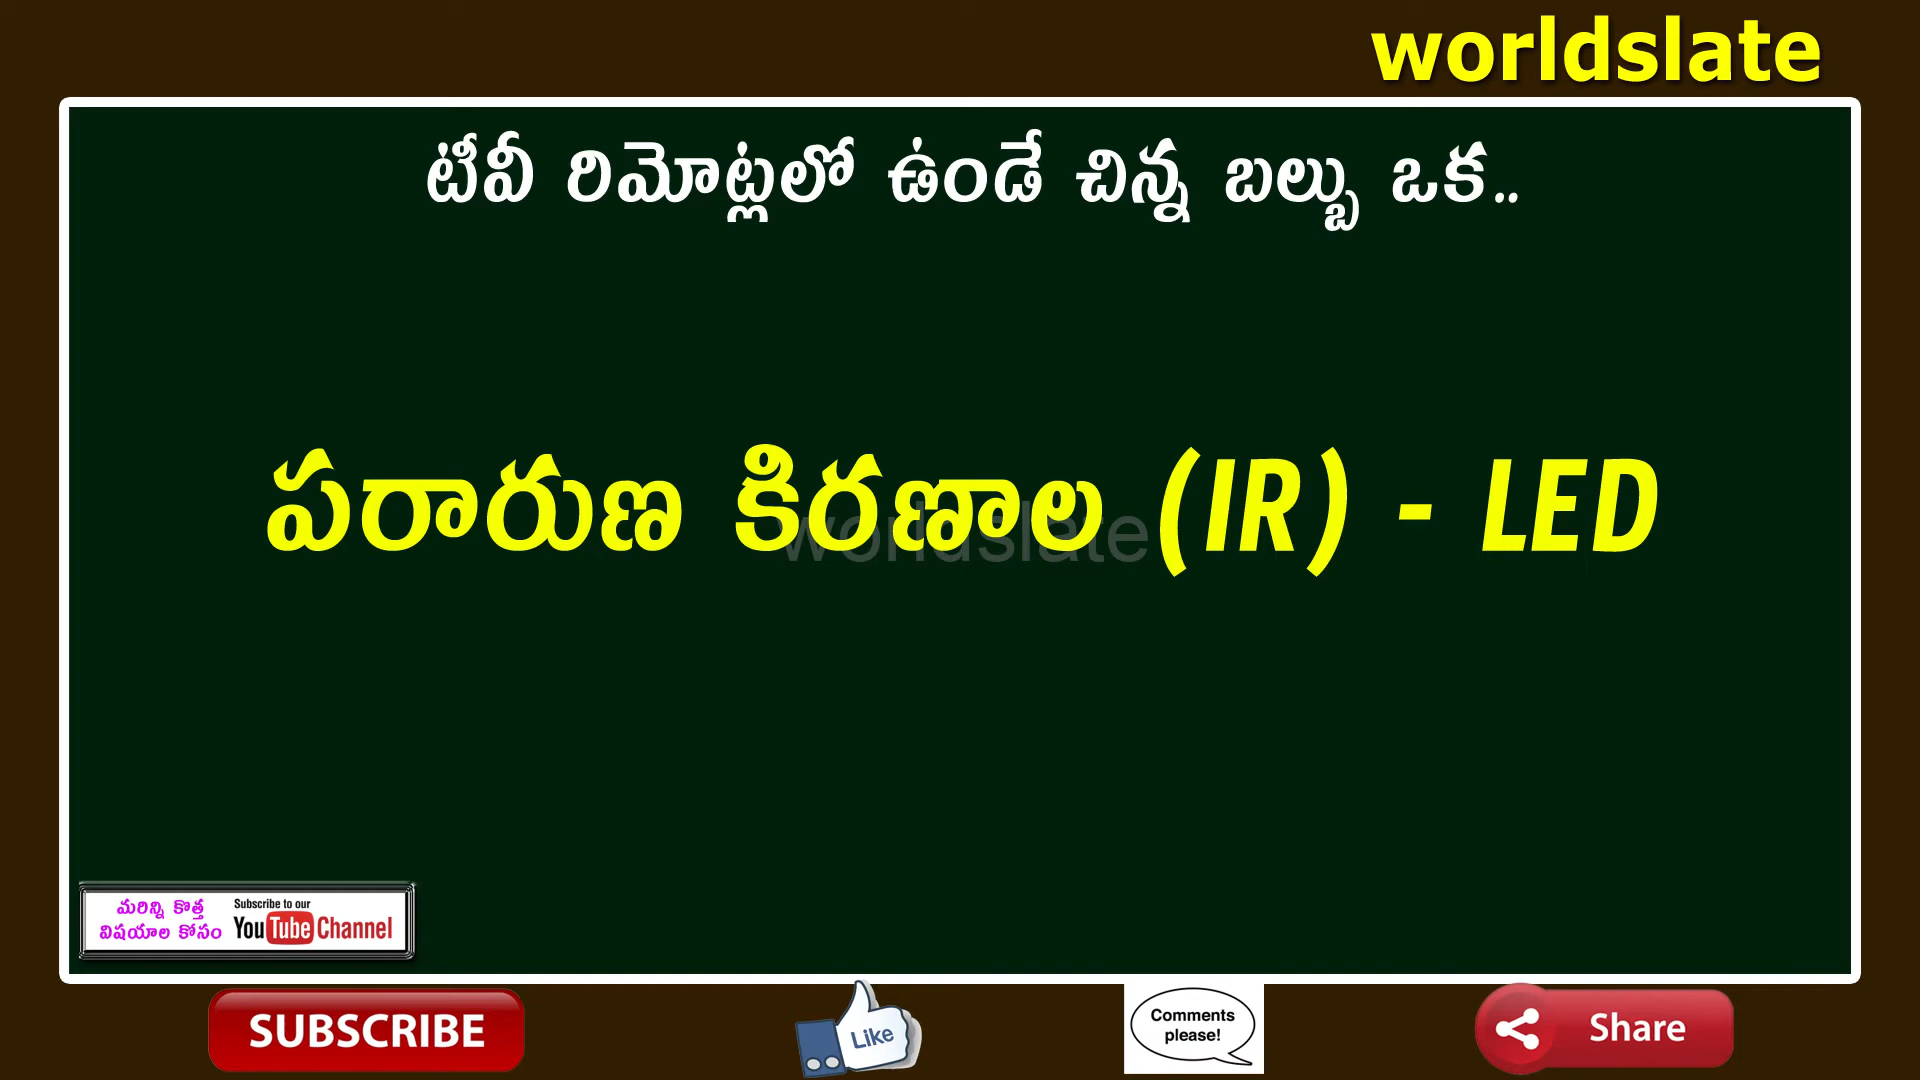 worldslate
టీవీ రిమోట్లలో ఉండే చిన్న బల్బు ఒక..
పరారుణ కిరణాల (IR) - LED
worldslate
మరిన్ని కొత్త
విషయాల కోసం
Subscribe to our
YouTube Channel
SUBSCRIBE
Like
Comments
please!
Share